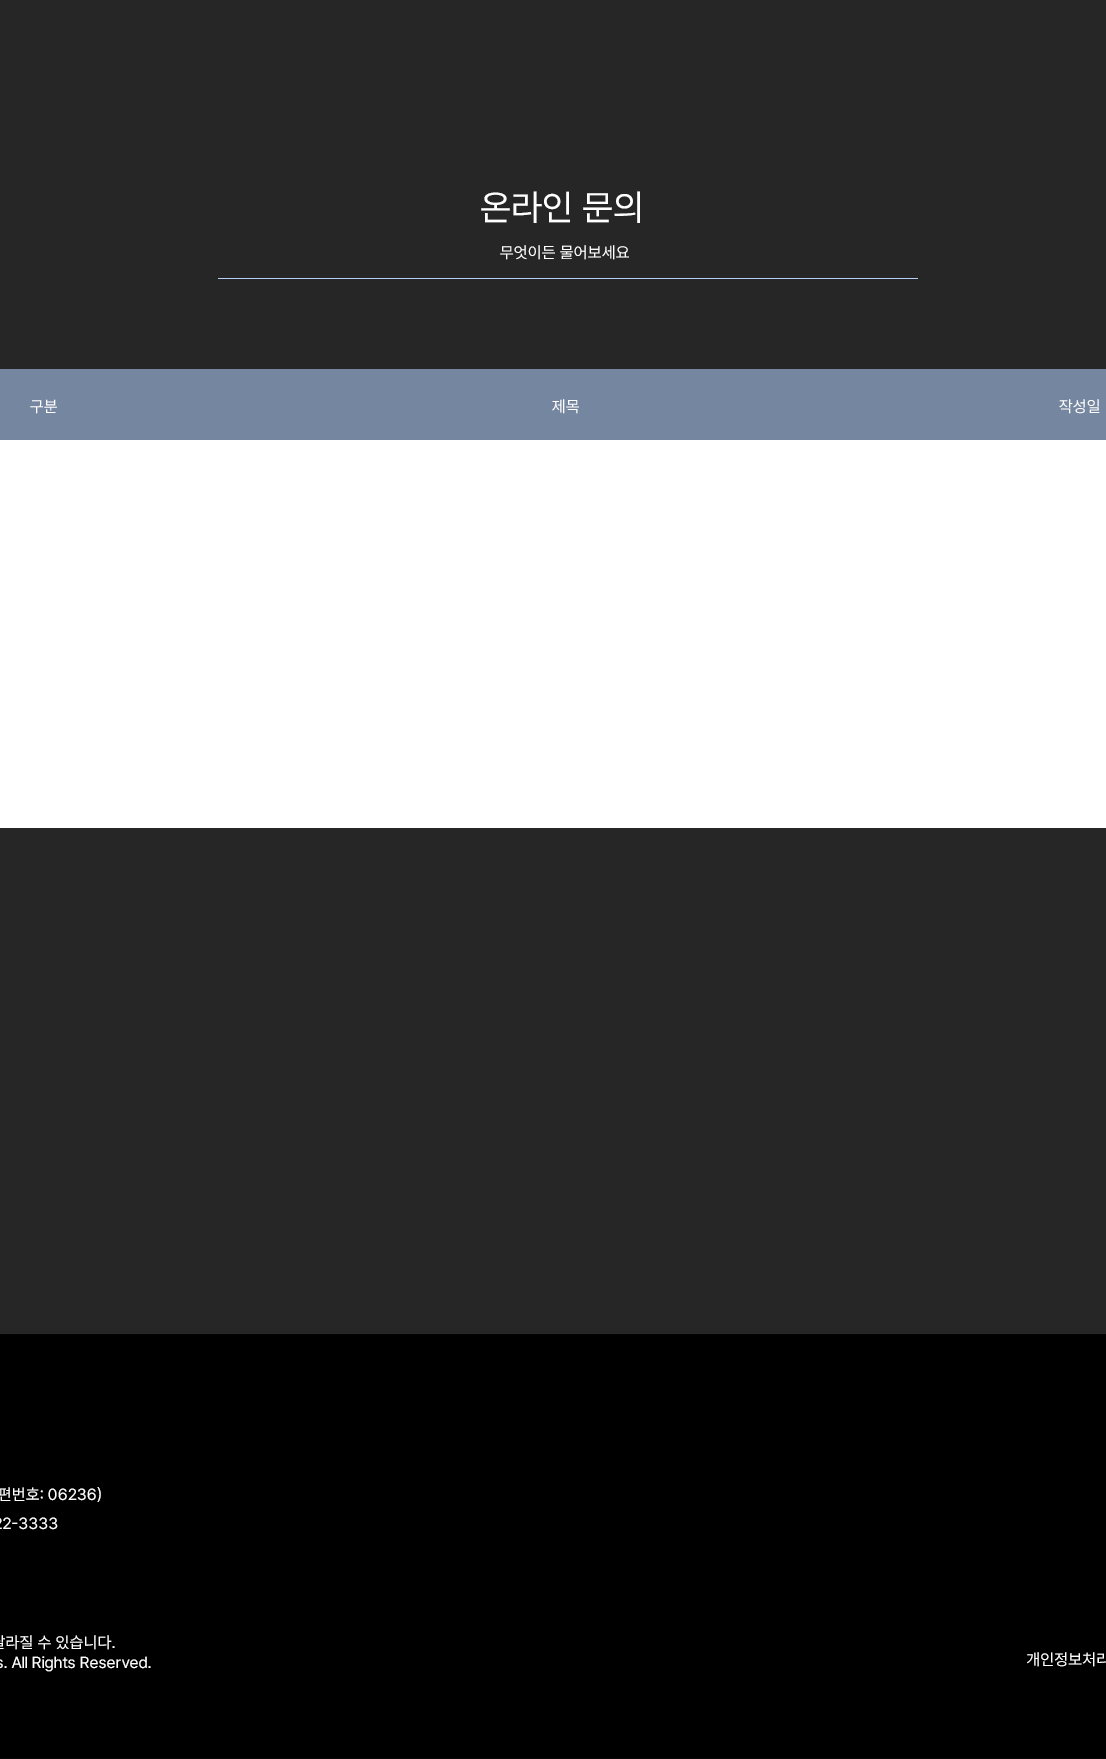 온라인 문의
무엇이든 물어보세요
구분 제목 작성일
편번호: 06236)
22-3333
달라질 수 있습니다.
s. All Rights Reserved.
개인정보처리